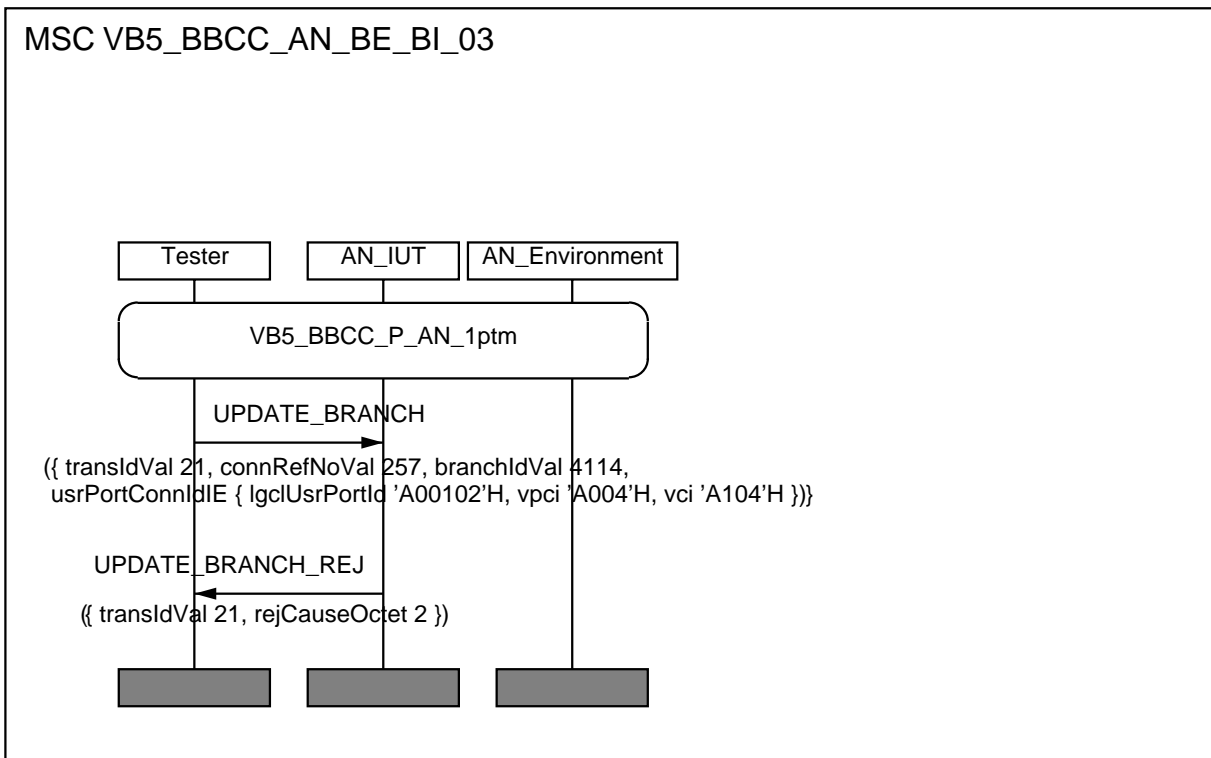 MSC VB5_BBCC_AN_BE_BI_03
Tester
AN_IUT
AN_Environment
VB5_BBCC_P_AN_1ptm
UPDATE_BRANCH
({ transIdVal 21, connRefNoVal 257, branchIdVal 4114,
usrPortConnIdIE { lgclUsrPortId ’A00102’H, vpci ’A004’H, vci ’A104’H })}
UPDATE_BRANCH_REJ
({ transIdVal 21, rejCauseOctet 2 })